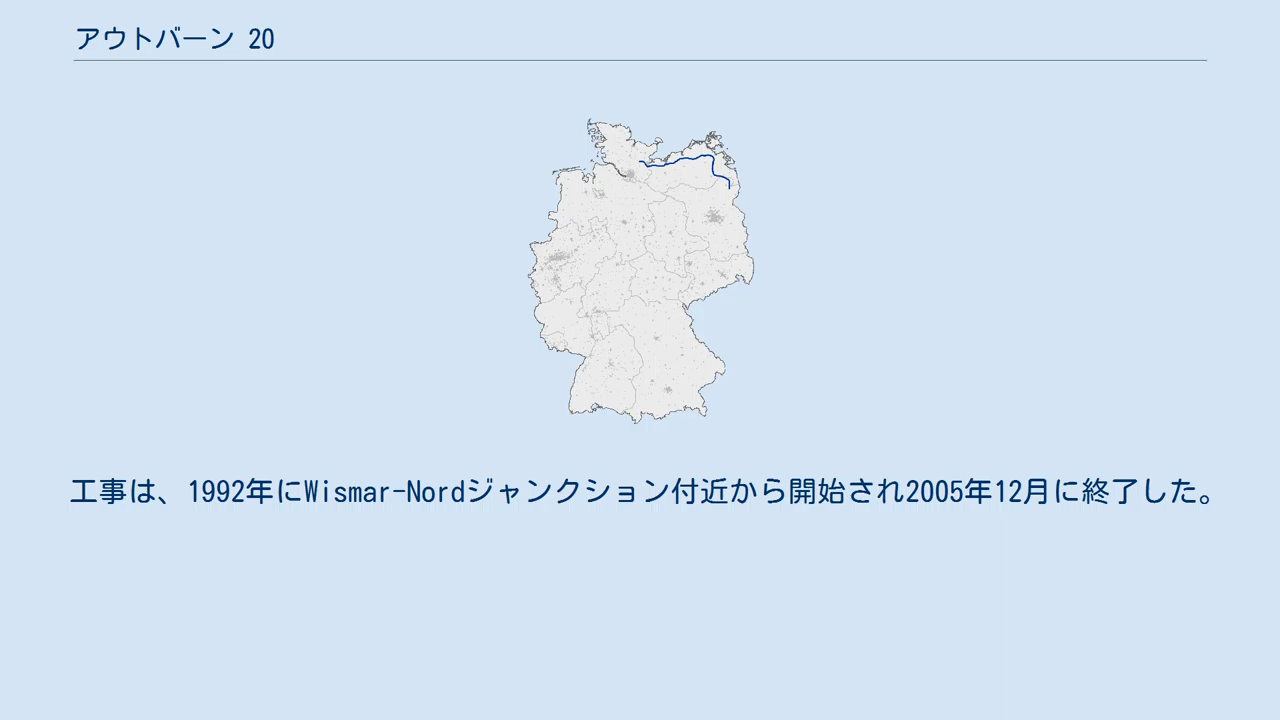 アウトバーン 20
工事は、1992年にWismar-Nordジャンクション付近から開始され2005年12月に終了した。